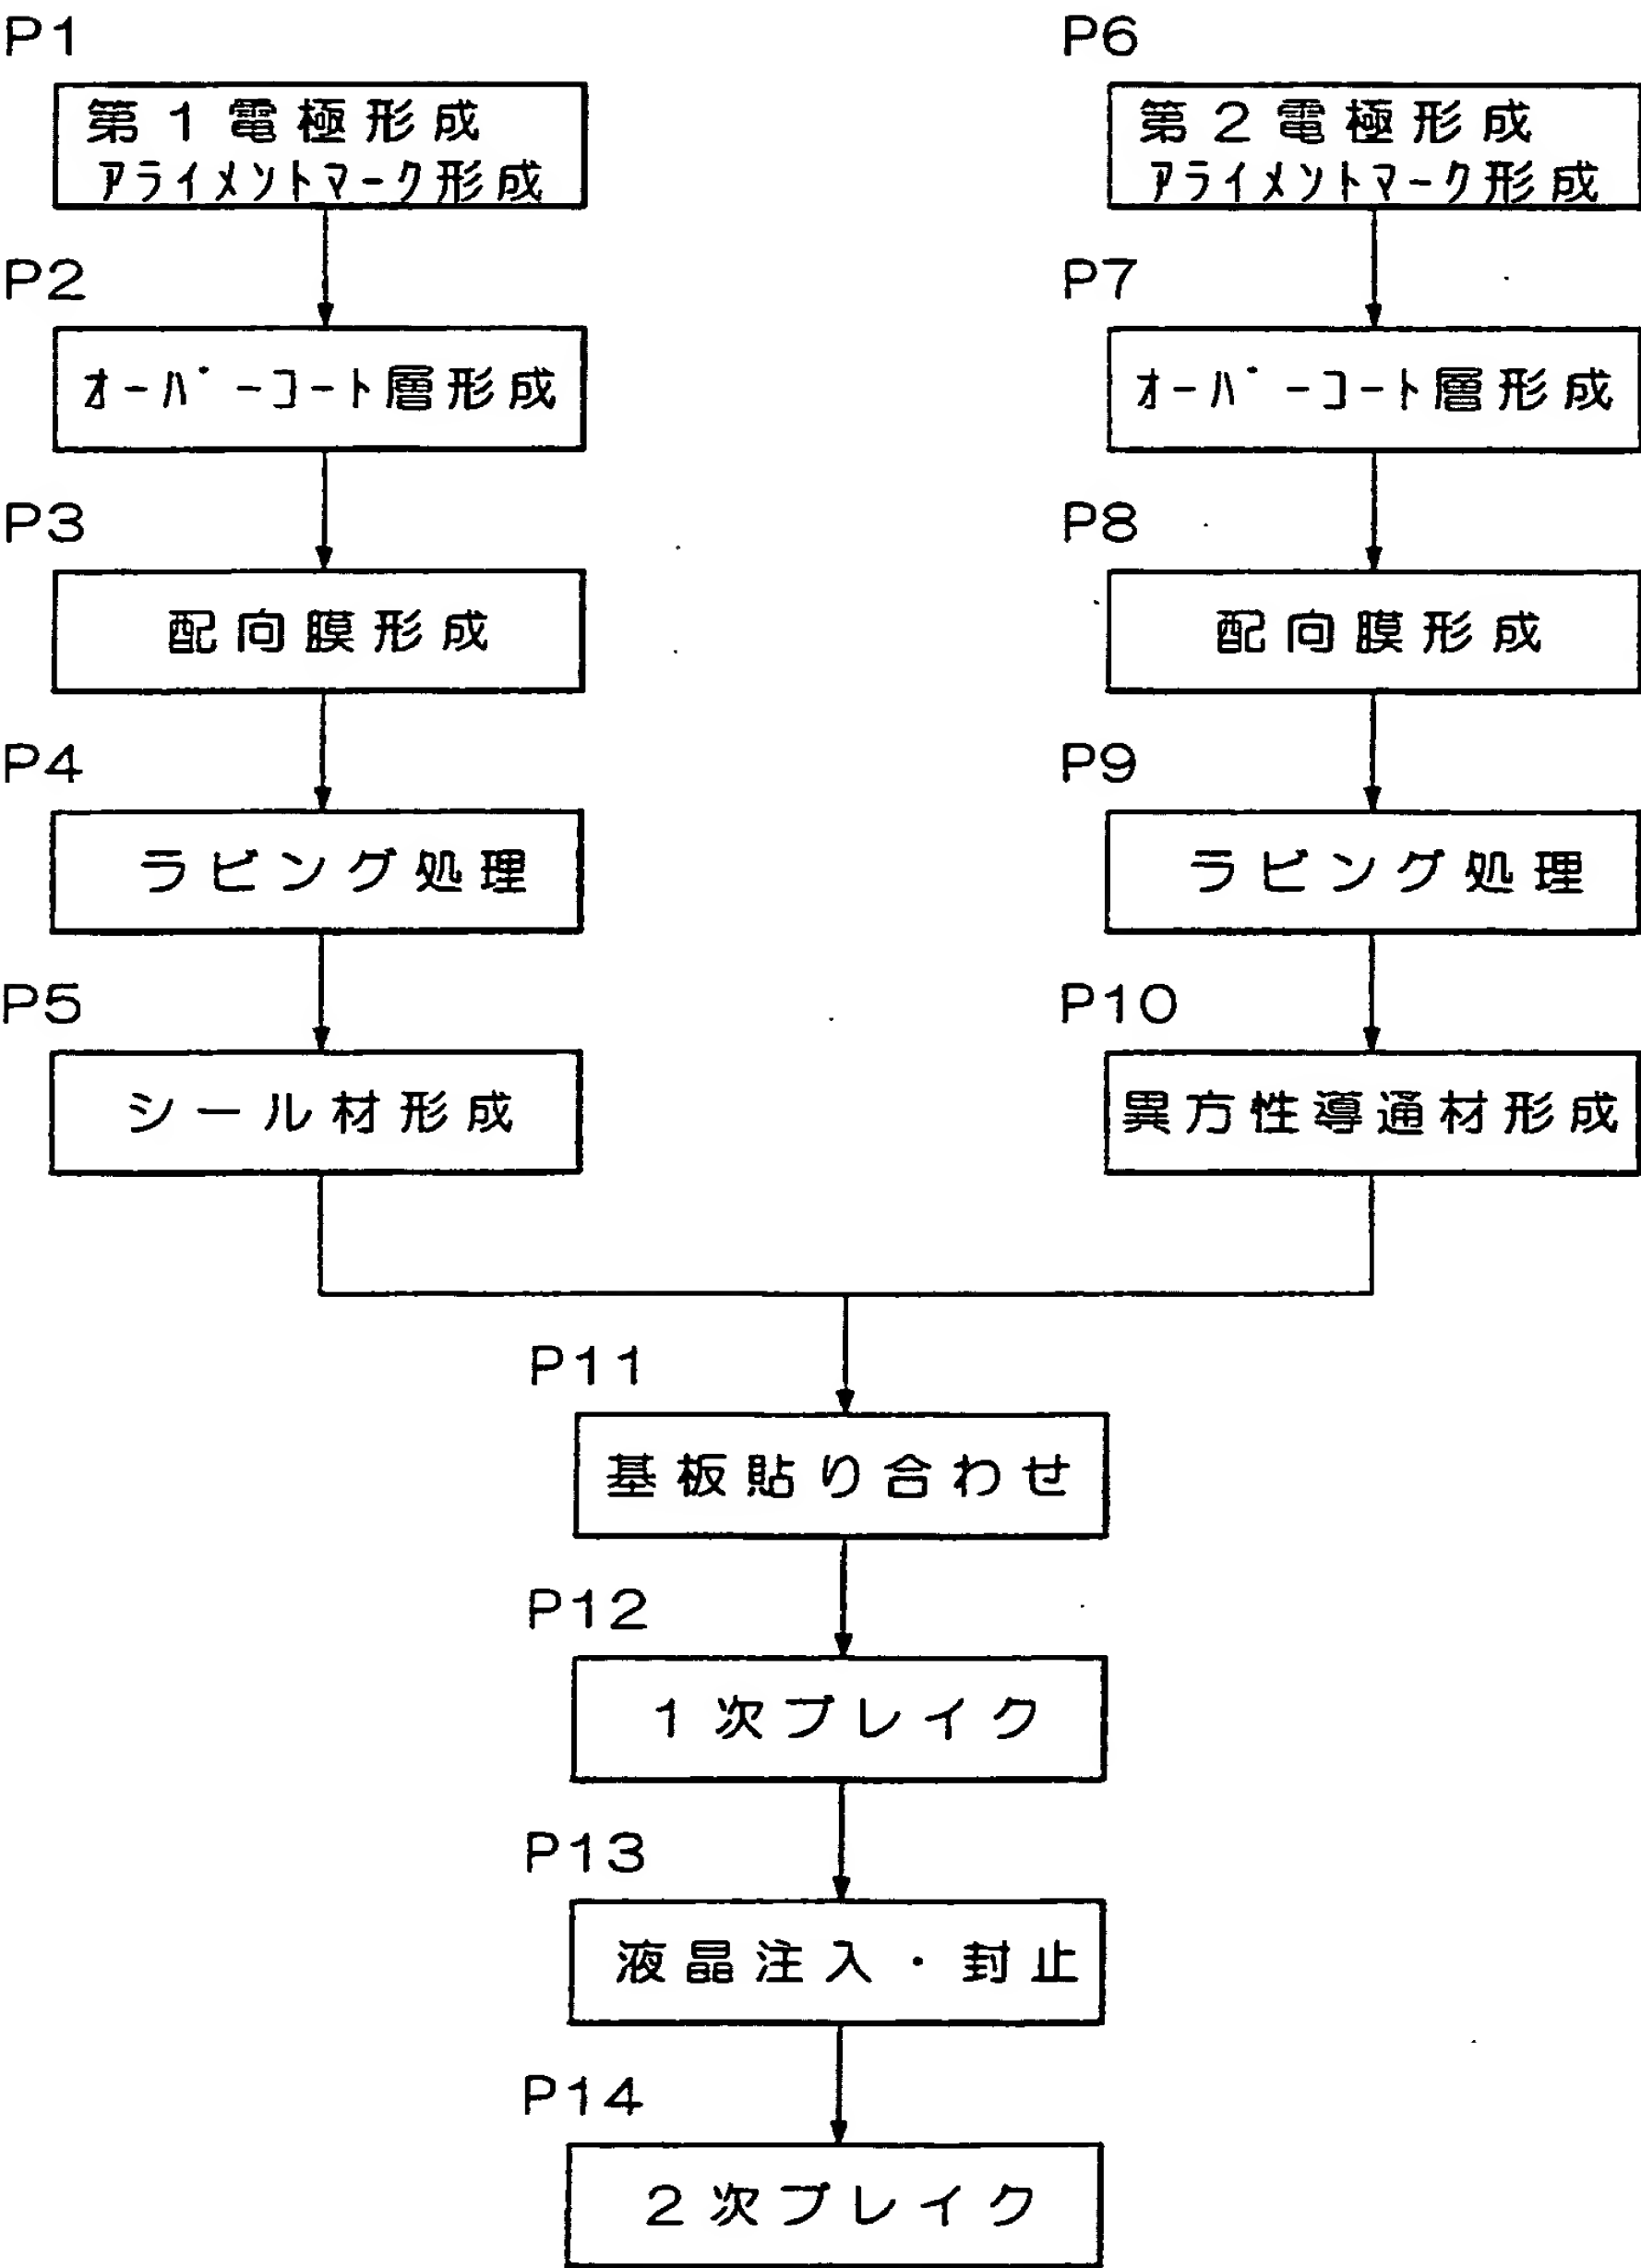 P1
第1電極形成
アライメントマーク形成
P2
オーバーコート層形成
P3
配向膜形成
P4
ラビング処理
P5
シール材形成
P6
第2電極形成
アライメントマーク形成
P7
オーバーコート層形成
P8
配向膜形成
P9
ラビング処理
P10
異方性導通材形成
P11
基板貼り合わせ
P12
1次ブレイク
P13
液晶注入・封止
P14
2次ブレイク